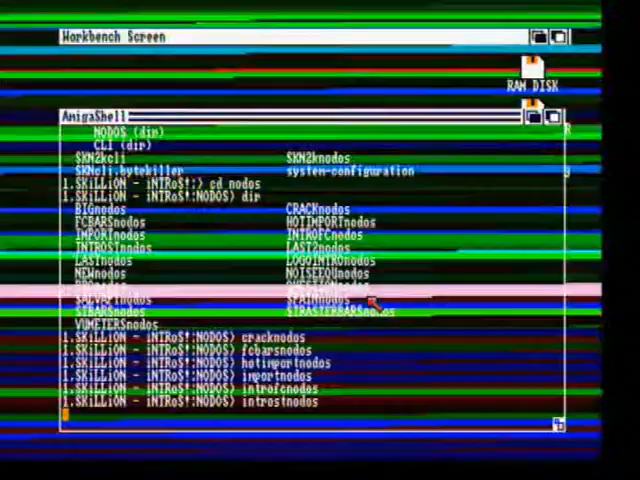 Workbench Screen
RAM DISK
AmigaShell
NODOS (dir)
CLI (dir)
SKN2kcli SKN2knodos
SKNcli.bytekiller system-configuration
1.SKiLLiON - iNTRoS!:> cd nodos
1.SKiLLiON - iNTRoS!:NODOS> dir
BIGnodos CRACKnodos
FCBARSnodos HOTIMPORTnodos
IMPORTnodos INTROFCnodos
INTROSTnodos LAST2nodos
LASTnodos LOGOINTROnodos
NEWnodos NOISEEQUnodos
SALVAPInodos SPAINnodos
STBARSnodos STRASTERBARSnodos
VUMETERSnodos
1.SKiLLiON - iNTRoS!:NODOS> cracknodos
1.SKiLLiON - iNTRoS!:NODOS> fcbarsnodos
1.SKiLLiON - iNTRoS!:NODOS> hotimportnodos
1.SKiLLiON - iNTRoS!:NODOS> importnodos
1.SKiLLiON - iNTRoS!:NODOS> introfcnodos
1.SKiLLiON - iNTRoS!:NODOS> introstnodos